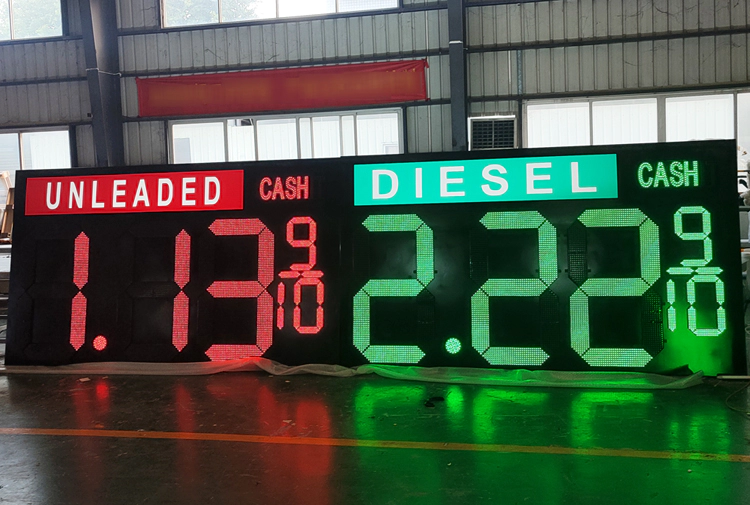 UNLEADED CASH
1.13 9/10
DIESEL CASH
2.22 9/10